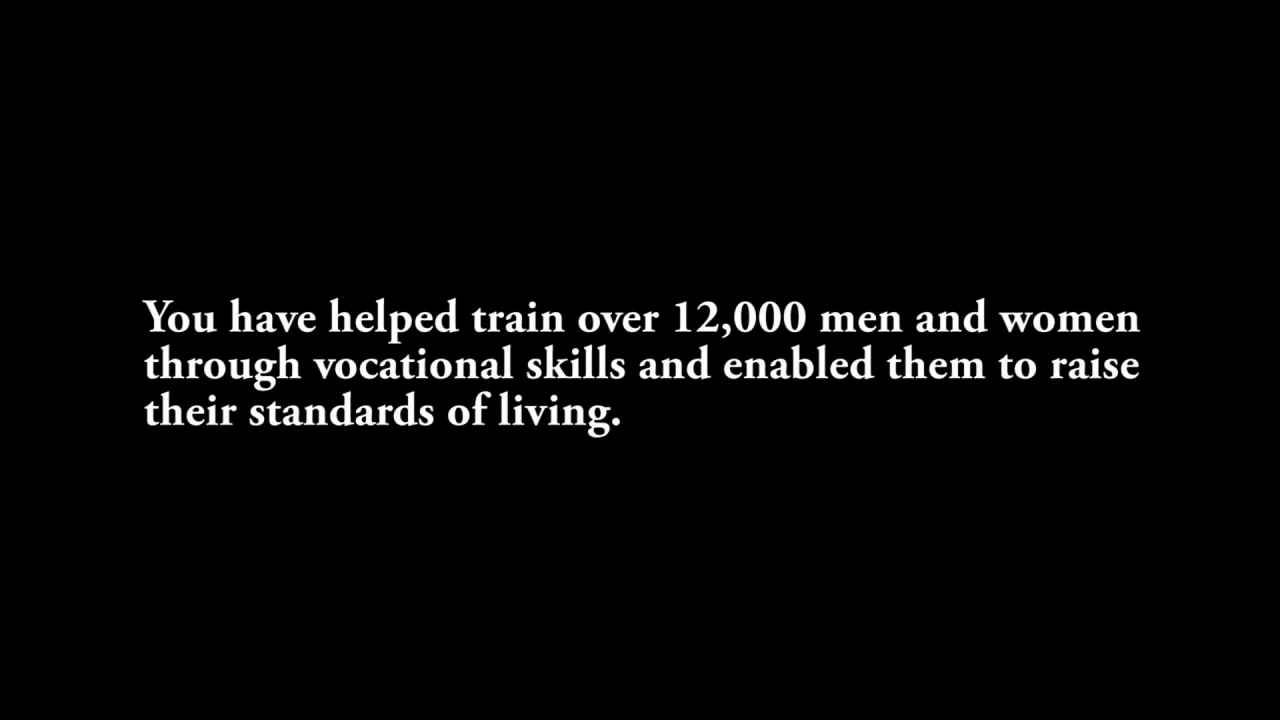 You have helped train over 12,000 men and women
through vocational skills and enabled them to raise
their standards of living.